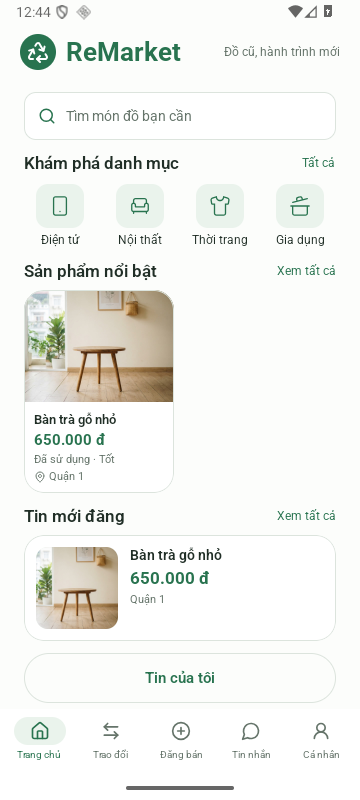 12:44
ReMarket
Đồ cũ, hành trình mới
Tìm món đồ bạn cần
Khám phá danh mục
Tất cả
Điện tử
Nội thất
Thời trang
Gia dụng
Sản phẩm nổi bật
Xem tất cả
Bàn trà gỗ nhỏ
650.000 đ
Đã sử dụng · Tốt
Quận 1
Tin mới đăng
Xem tất cả
Bàn trà gỗ nhỏ
650.000 đ
Quận 1
Tin của tôi
Trang chủ
Trao đổi
Đăng bán
Tin nhắn
Cá nhân